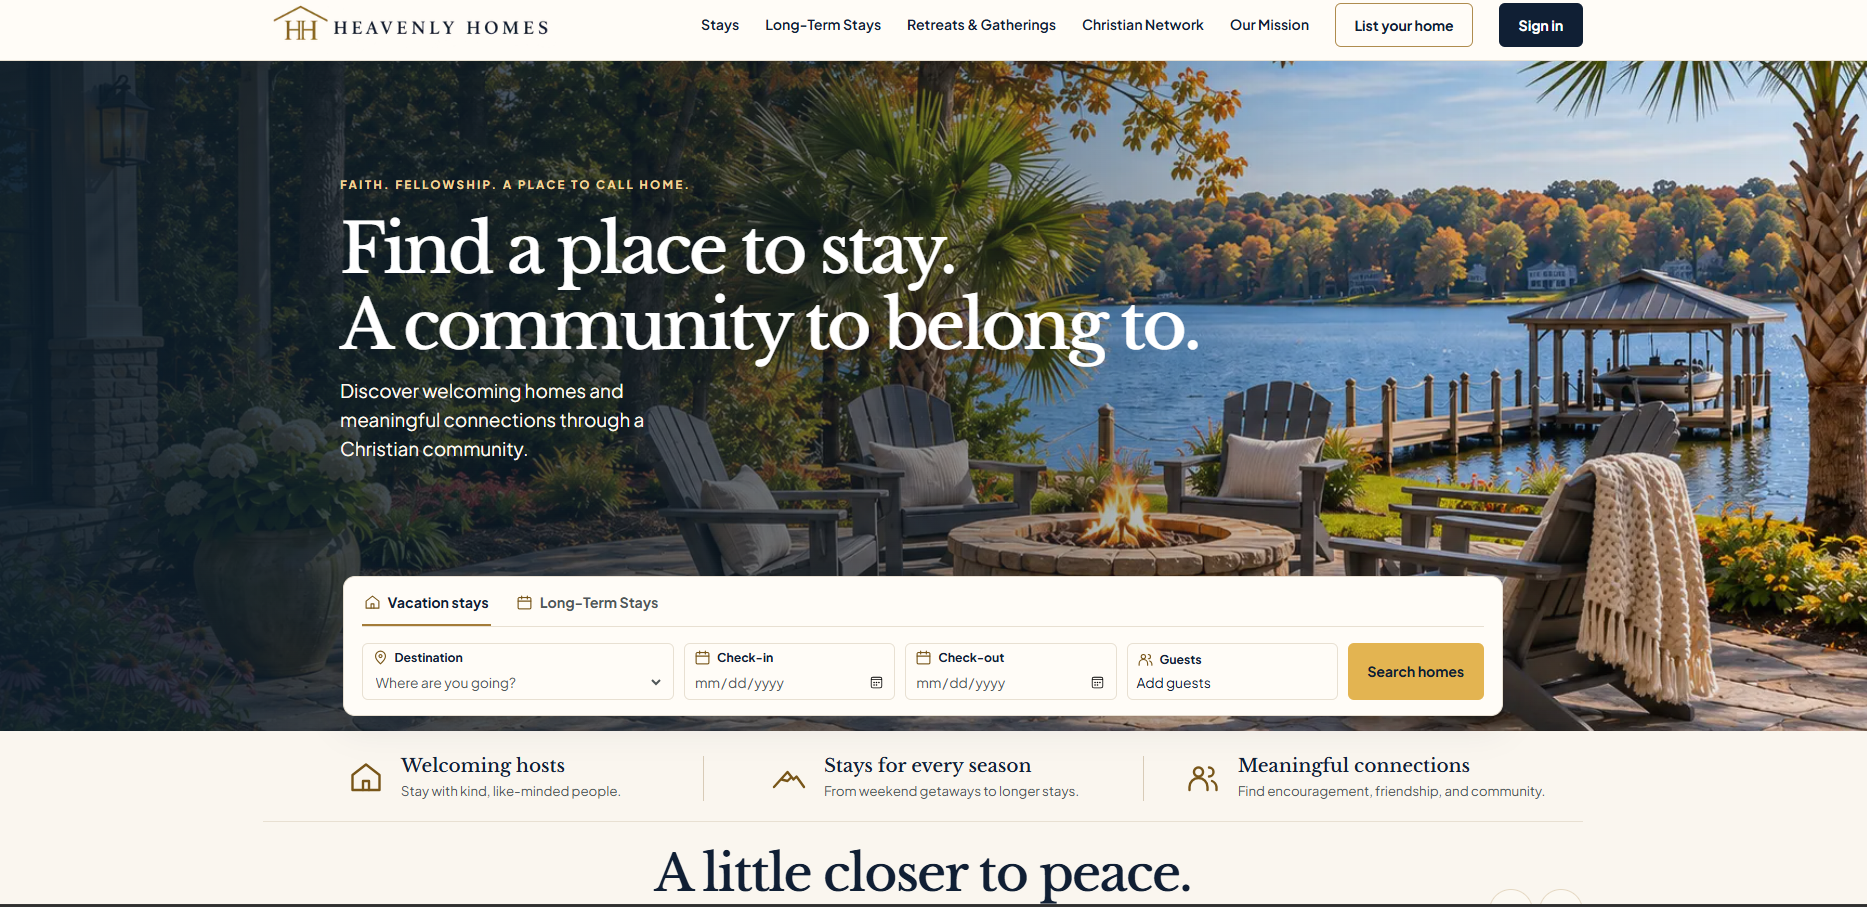 HH HEAVENLY HOMES
Stays
Long-Term Stays
Retreats & Gatherings
Christian Network
Our Mission
List your home
Sign in
FAITH. FELLOWSHIP. A PLACE TO CALL HOME.
Find a place to stay.
A community to belong to.
Discover welcoming homes and
meaningful connections through a
Christian community.
Vacation stays
Long-Term Stays
Destination
Where are you going?
Check-in
mm/dd/yyyy
Check-out
mm/dd/yyyy
Guests
Add guests
Search homes
Welcoming hosts
Stay with kind, like-minded people.
Stays for every season
From weekend getaways to longer stays.
Meaningful connections
Find encouragement, friendship, and community.
A little closer to peace.